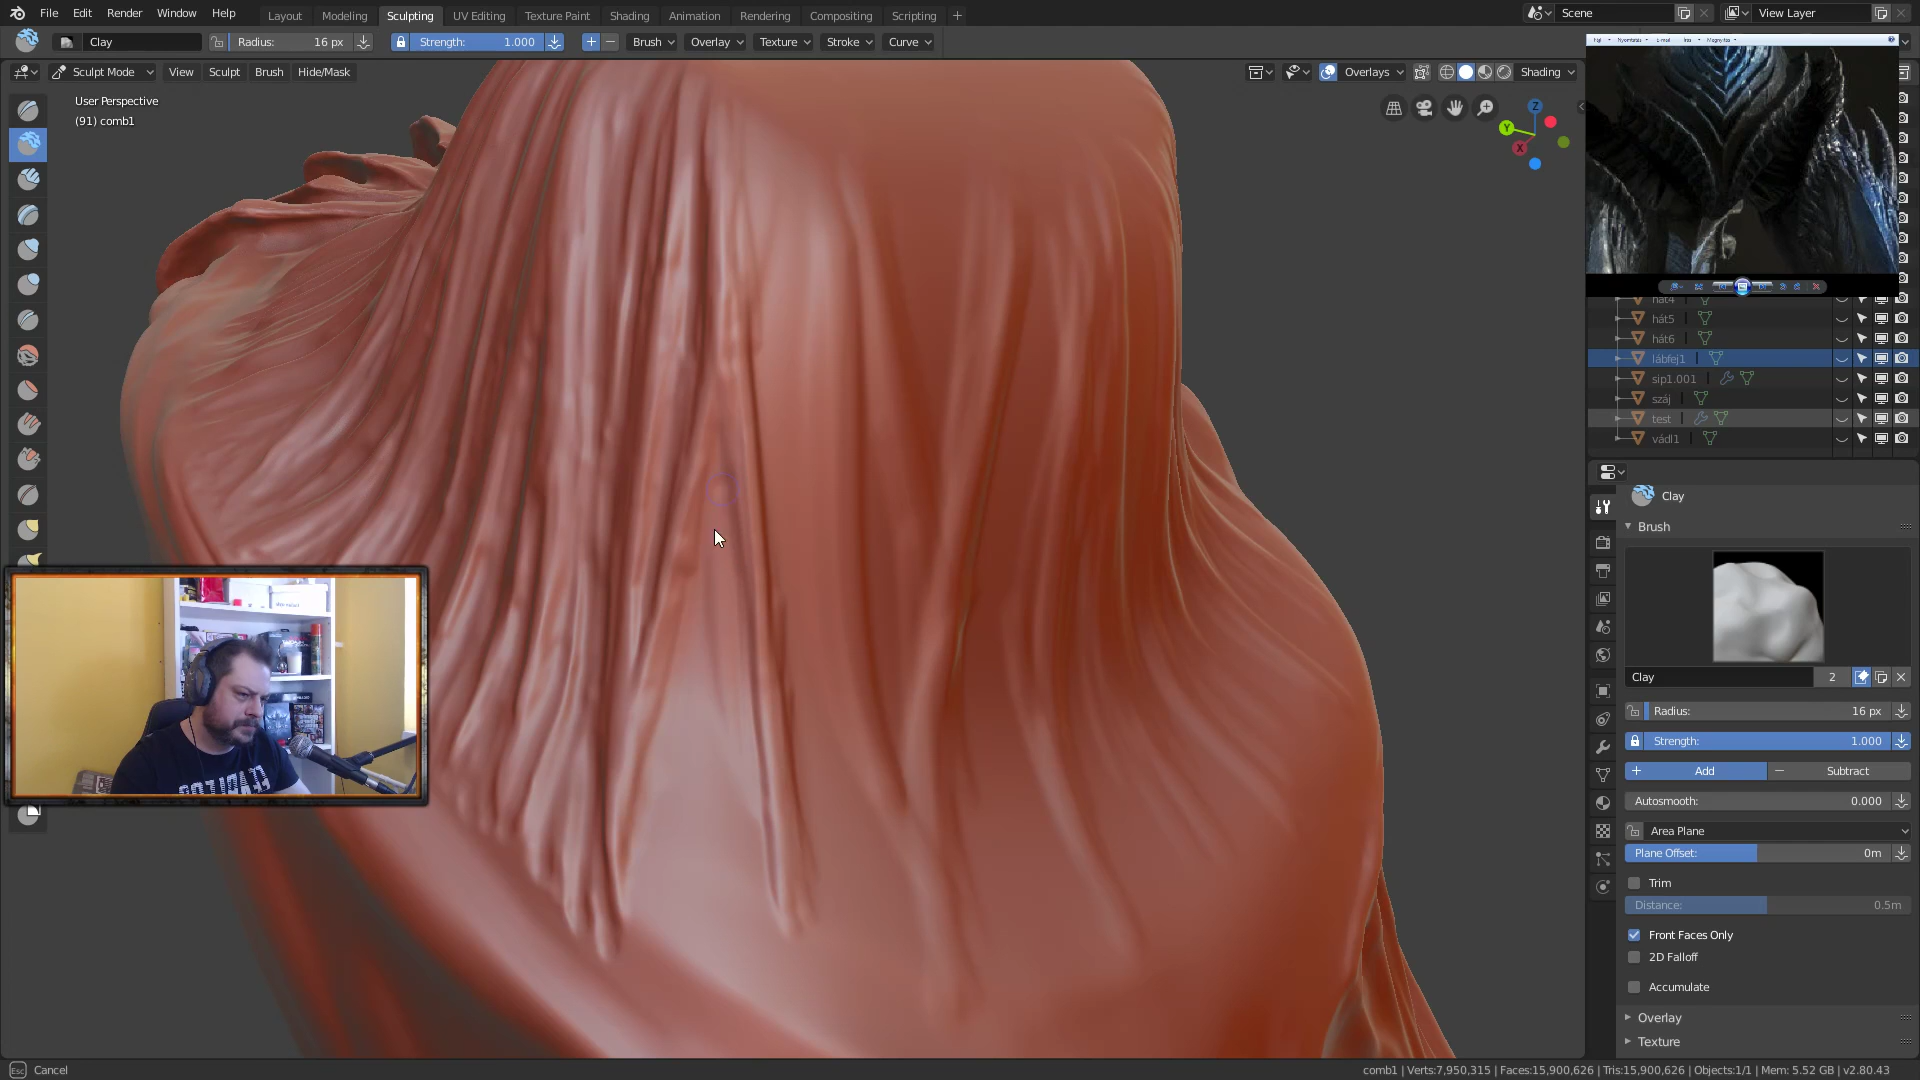 File Edit Render Window Help Layout Modeling Sculpting UV Editing Texture Paint Shading Animation Rendering Compositing Scripting + Scene View Layer
Clay Radius: 16 px Strength: 1.000 Brush Overlay Texture Stroke Curve
Sculpt Mode View Sculpt Brush Hide/Mask Overlays Shading
User Perspective
(91) comb1
Z
Y
X
hát4
hát5
hát6
lábfej1
sip1.001
száj
test
vádl1
Clay
Brush
Clay 2
Radius: 16 px
Strength: 1.000
Add Subtract
Autosmooth: 0.000
Area Plane
Plane Offset: 0m
Trim
Distance: 0.5m
Front Faces Only
2D Falloff
Accumulate
Overlay
Texture
Esc Cancel comb1 | Verts:7,950,315 | Faces:15,900,626 | Tris:15,900,626 | Objects:1/1 | Mem: 5.52 GB | v2.80.43